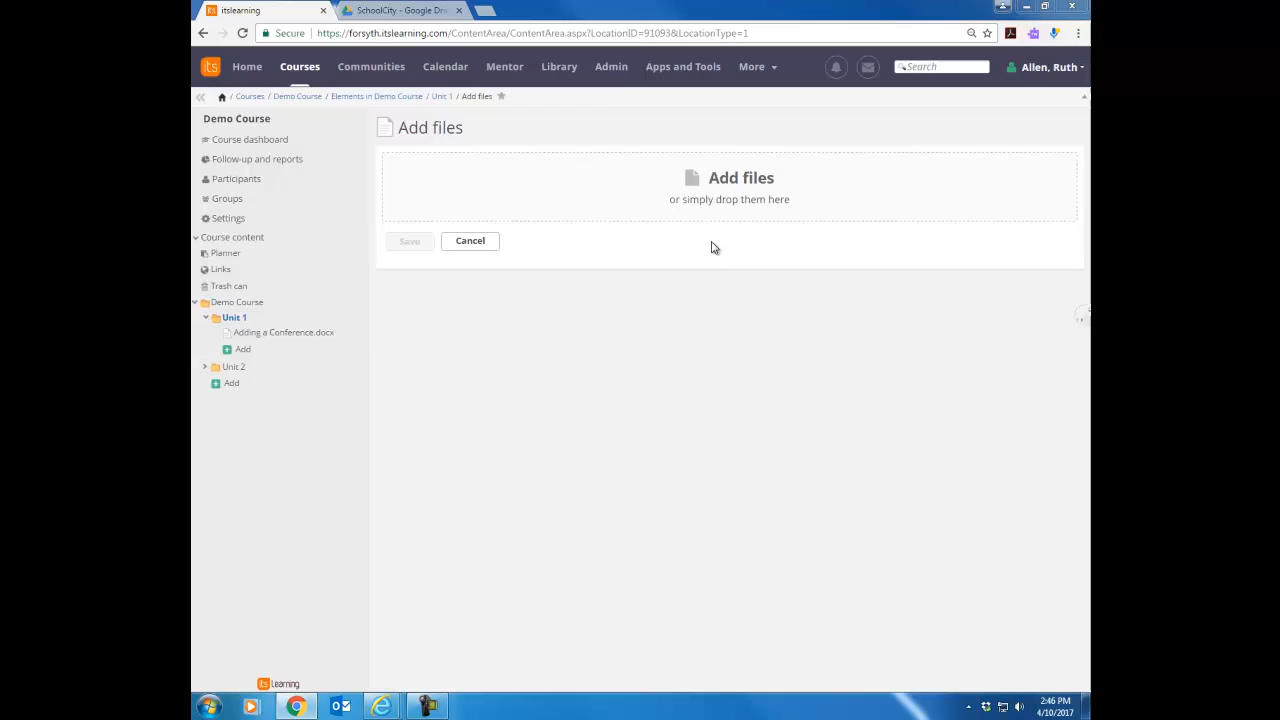 itslearning
SchoolCity - Google Dri
Secure https://forsyth.itslearning.com/ContentArea/ContentArea.aspx?LocationID=91093&LocationType=1
its Home Courses Communities Calendar Mentor Library Admin Apps and Tools More Search Allen, Ruth
/ Courses / Demo Course / Elements in Demo Course / Unit 1 / Add files
Demo Course
Course dashboard
Follow-up and reports
Participants
Groups
Settings
Course content
Planner
Links
Trash can
Demo Course
Unit 1
Adding a Conference.docx
Add
Unit 2
Add
Add files
Add files
or simply drop them here
Save Cancel
its learning
2:46 PM
4/10/2017